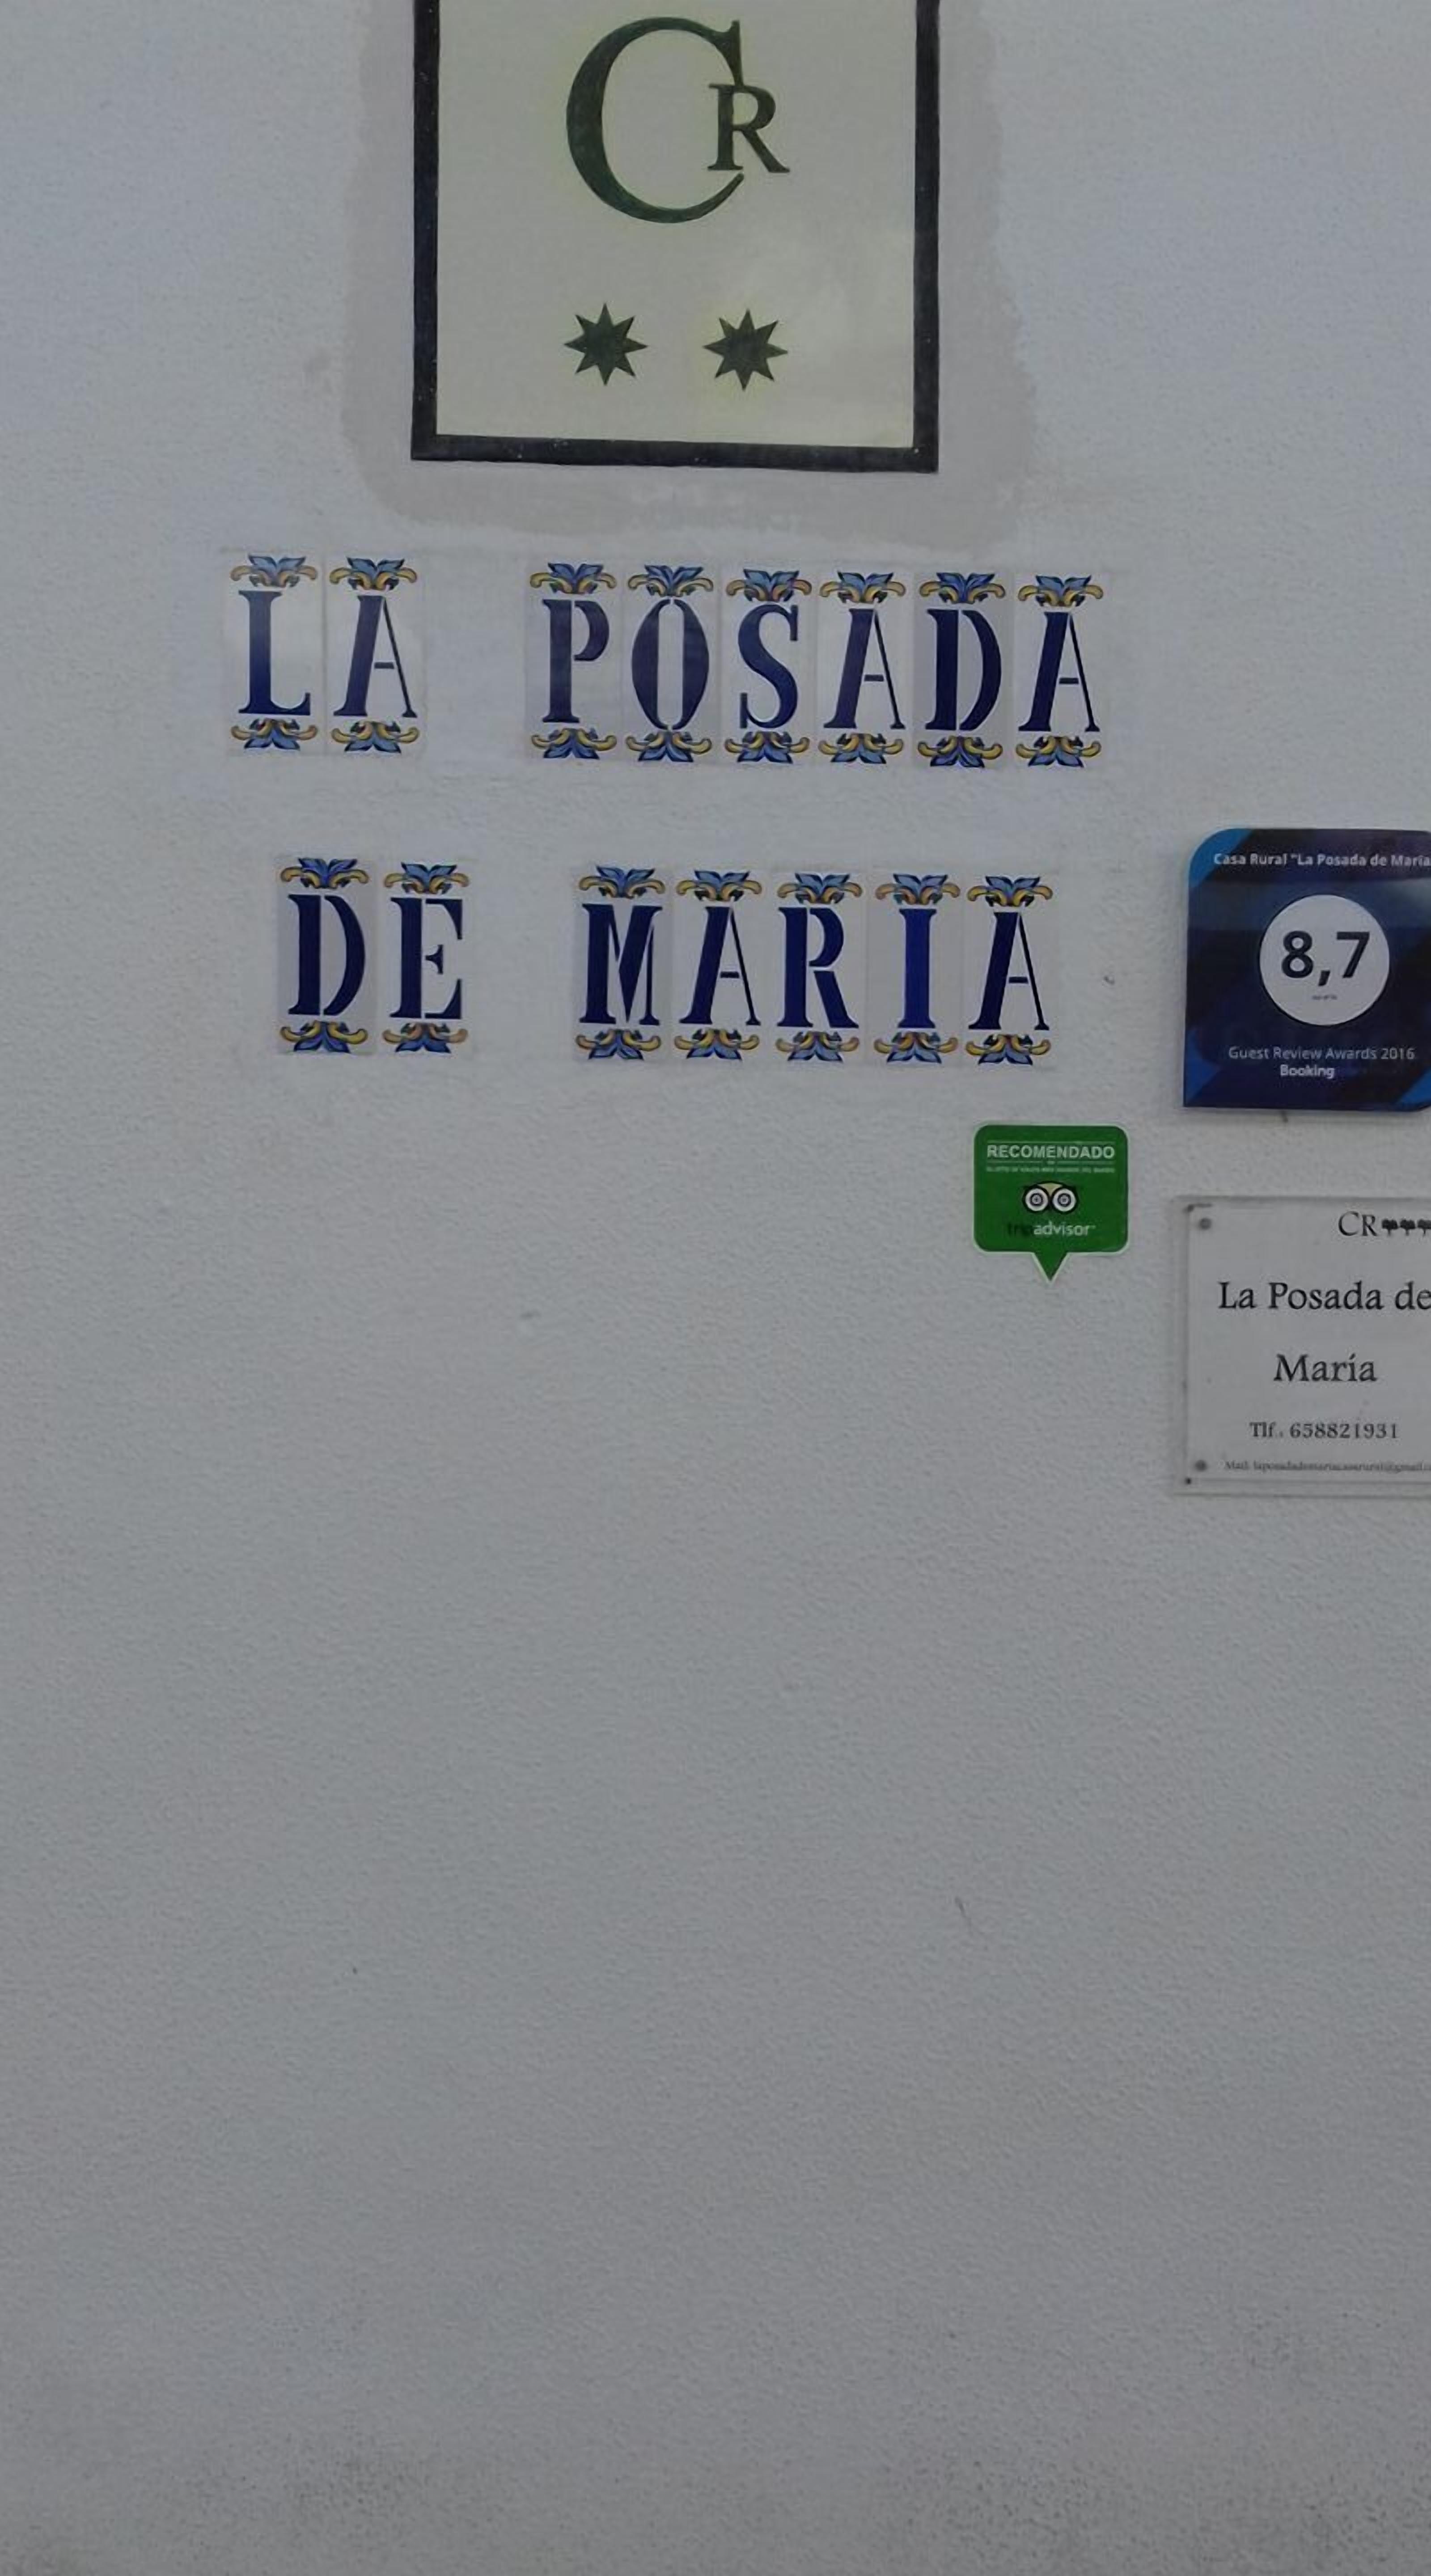 CR
LA POSADA
DE MARIA
Casa Rural "La Posada de María
8,7
Guest Review Awards 2016
Booking
RECOMENDADO
tripadvisor
CR
La Posada de
María
Tlf.: 658821931